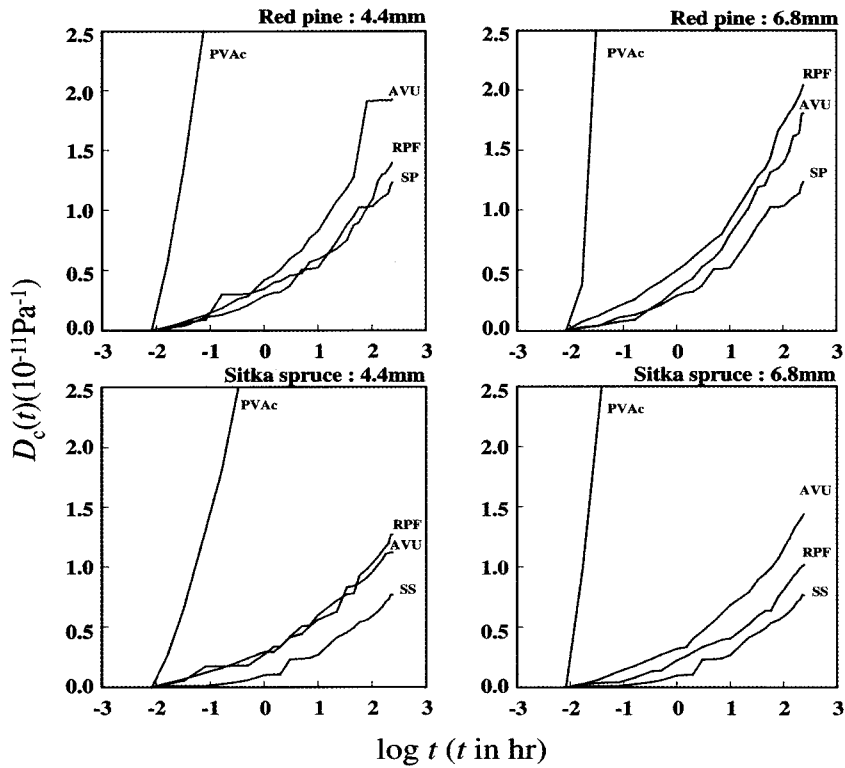 Red pine : 4.4mm
Red pine : 6.8mm
2.5
2.0
1.5
1.0
0.5
0.0
PVAc
AVU
RPF
SP
-3 -2 -1 0 1 2 3
2.5
2.0
1.5
1.0
0.5
0.0
PVAc
RPF
AVU
SP
-3 -2 -1 0 1 2 3
Dc(t)(10-11Pa-1)
Sitka spruce : 4.4mm
Sitka spruce : 6.8mm
2.5
2.0
1.5
1.0
0.5
0.0
PVAc
RPF
AVU
SS
-3 -2 -1 0 1 2 3
2.5
2.0
1.5
1.0
0.5
0.0
PVAc
AVU
RPF
SS
-3 -2 -1 0 1 2 3
log t (t in hr)